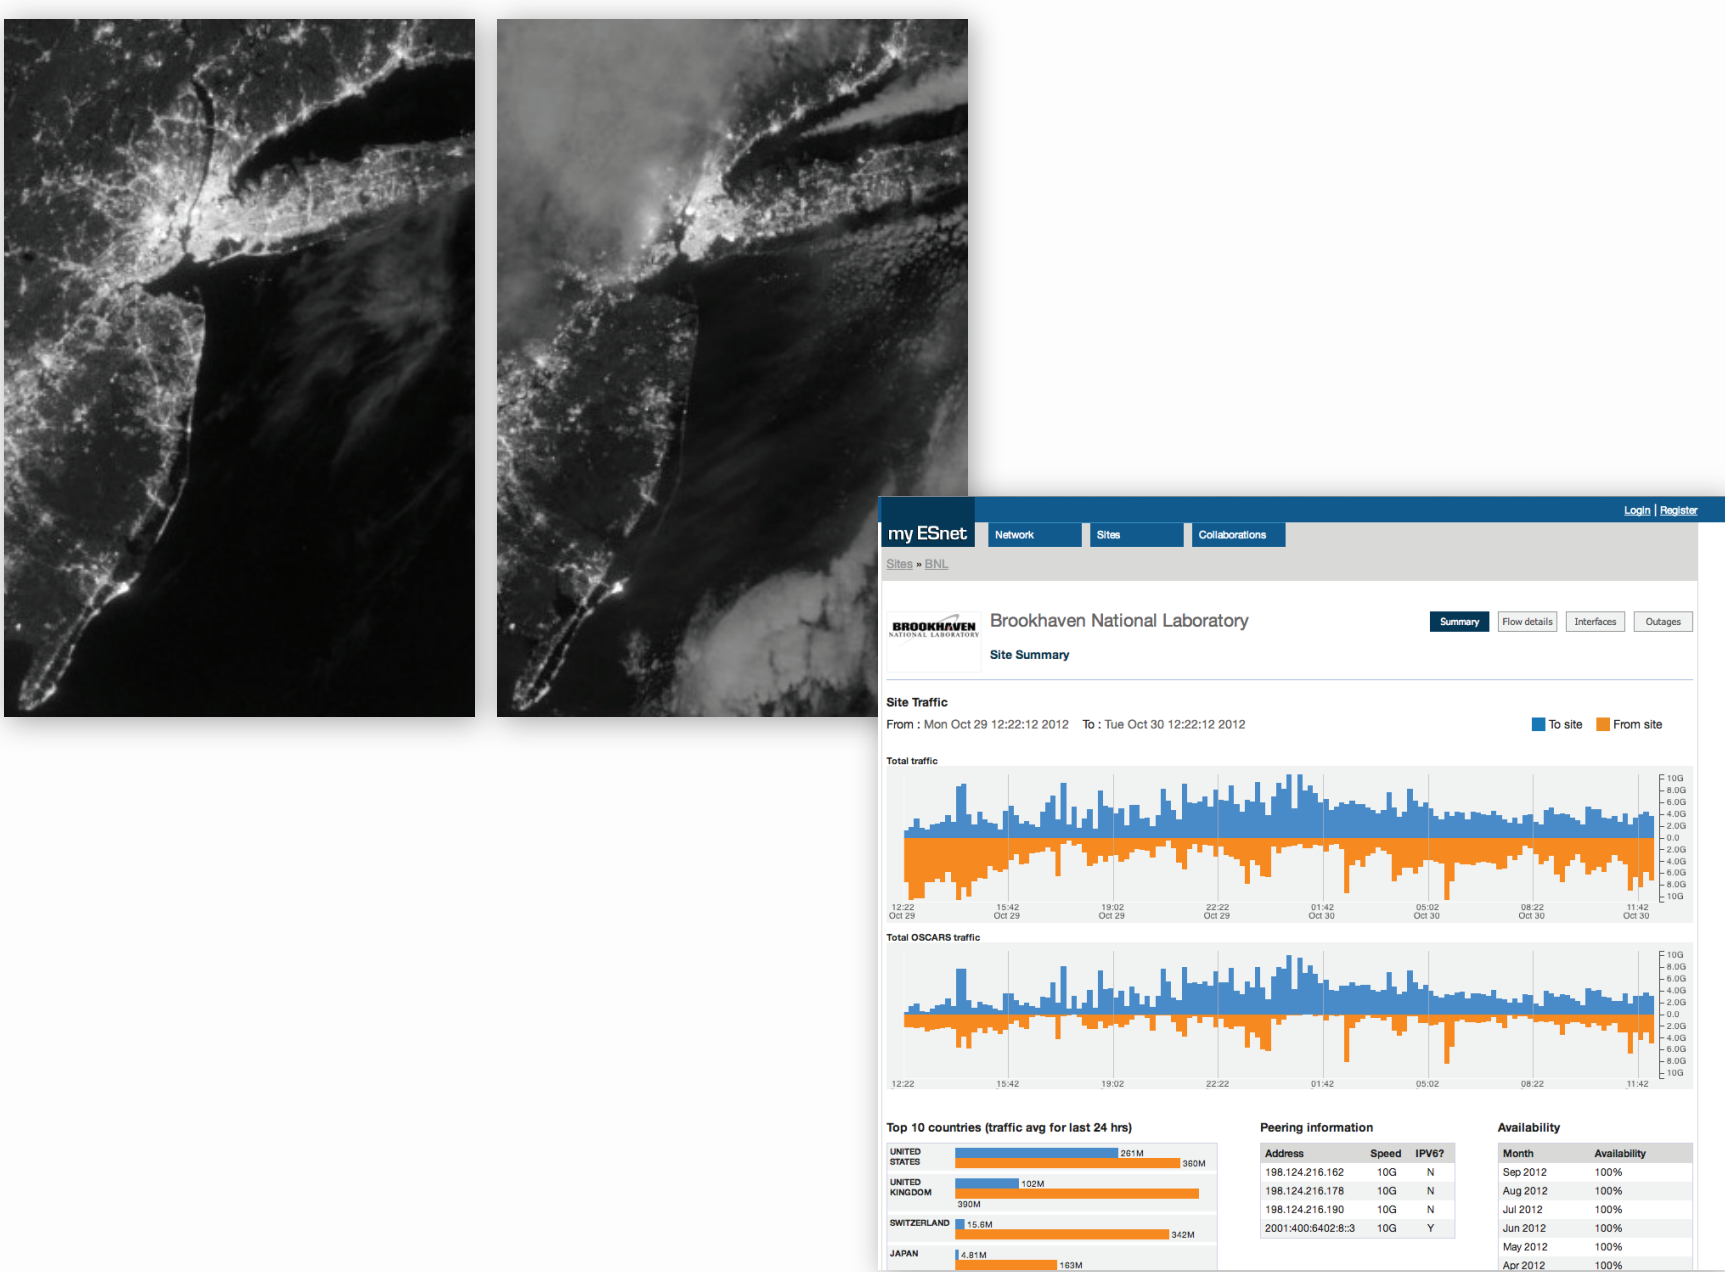 Login | Register
my ESnet Network Sites Collaborations
Sites » BNL
BROOKHAVEN
NATIONAL LABORATORY
Brookhaven National Laboratory
Summary Flow details Interfaces Outages
Site Summary
Site Traffic
From : Mon Oct 29 12:22:12 2012 To : Tue Oct 30 12:22:12 2012
To site From site
Total traffic
10G
8.0G
6.0G
4.0G
2.0G
0.0
2.0G
4.0G
6.0G
8.0G
10G
12:22 15:42 19:02 22:22 01:42 05:02 08:22 11:42
Oct 29 Oct 29 Oct 29 Oct 29 Oct 30 Oct 30 Oct 30 Oct 30
Total OSCARS traffic
10G
8.0G
6.0G
4.0G
2.0G
0.0
2.0G
4.0G
6.0G
8.0G
10G
12:22 15:42 19:02 22:22 01:42 05:02 08:22 11:42
Top 10 countries (traffic avg for last 24 hrs)
UNITED STATES 261M
360M
UNITED KINGDOM 102M
390M
SWITZERLAND 15.6M
342M
JAPAN 4.81M
163M
Peering information
Address Speed IPV6?
198.124.216.162 10G N
198.124.216.178 10G N
198.124.216.190 10G N
2001:400:6402:8::3 10G Y
Availability
Month Availability
Sep 2012 100%
Aug 2012 100%
Jul 2012 100%
Jun 2012 100%
May 2012 100%
Apr 2012 100%